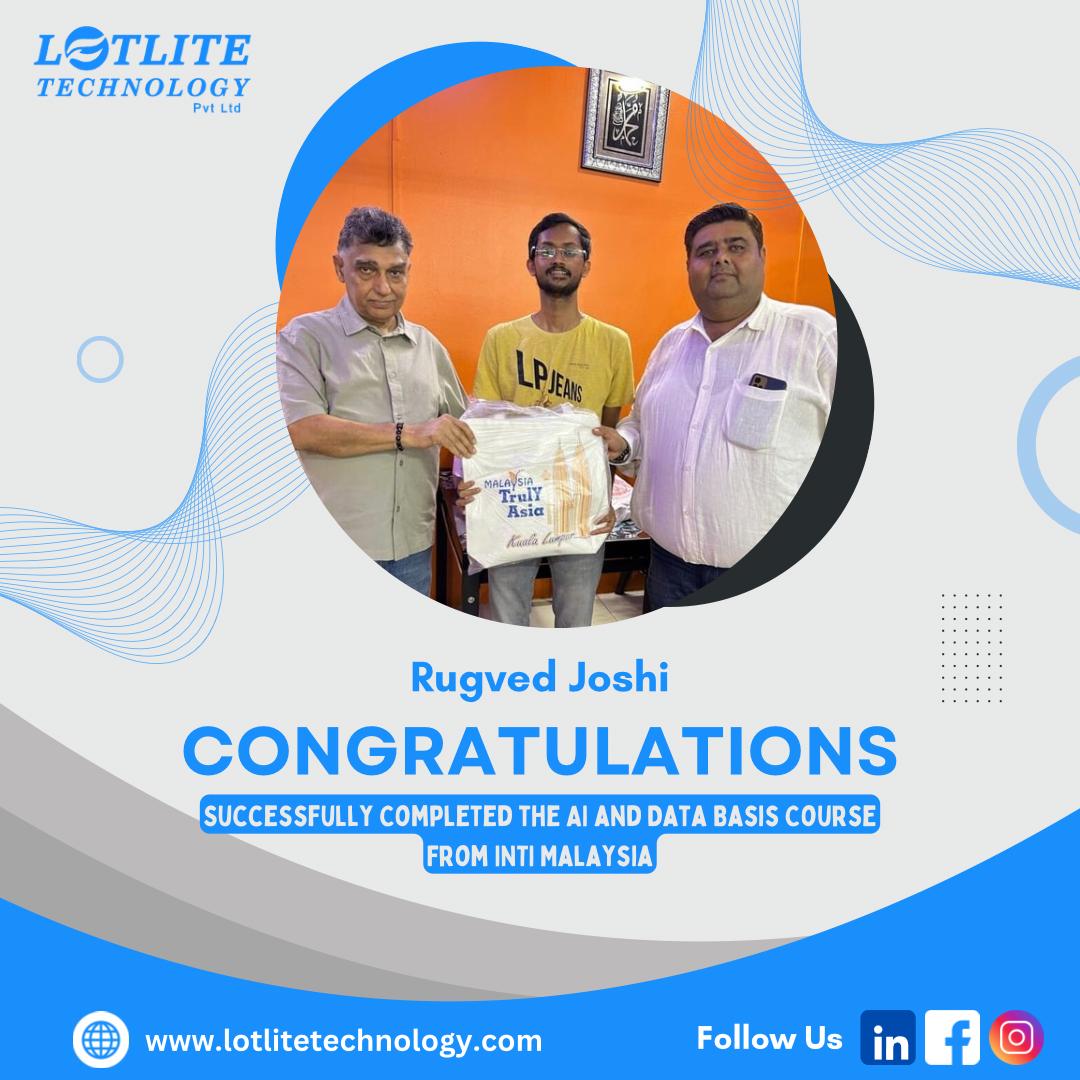 LOTLITE
TECHNOLOGY
Pvt Ltd
LP JEANS
MALAYSIA
Truly
Asia
Kuala Lumpur
Rugved Joshi
CONGRATULATIONS
SUCCESSFULLY COMPLETED THE AI AND DATA BASIS COURSE
FROM INTI MALAYSIA
www.lotlitetechnology.com
Follow Us
in
f